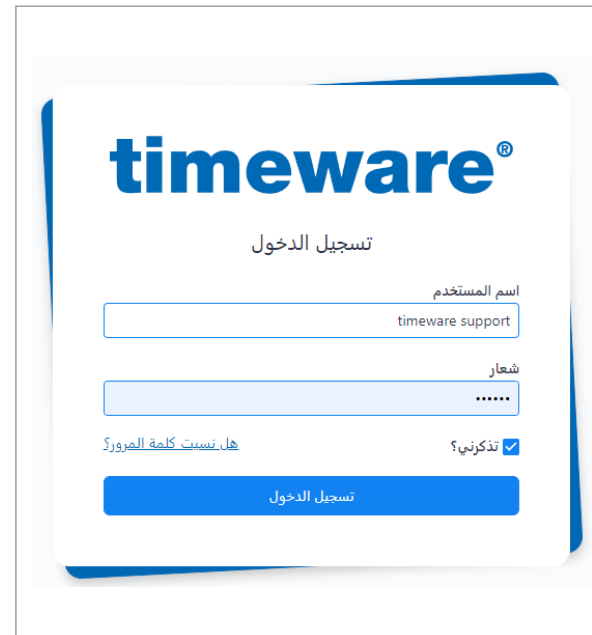 timeware®
تسجيل الدخول
اسم المستخدم
timeware support
شعار
••••••
تذكرني؟
هل نسيت كلمة المرور؟
تسجيل الدخول